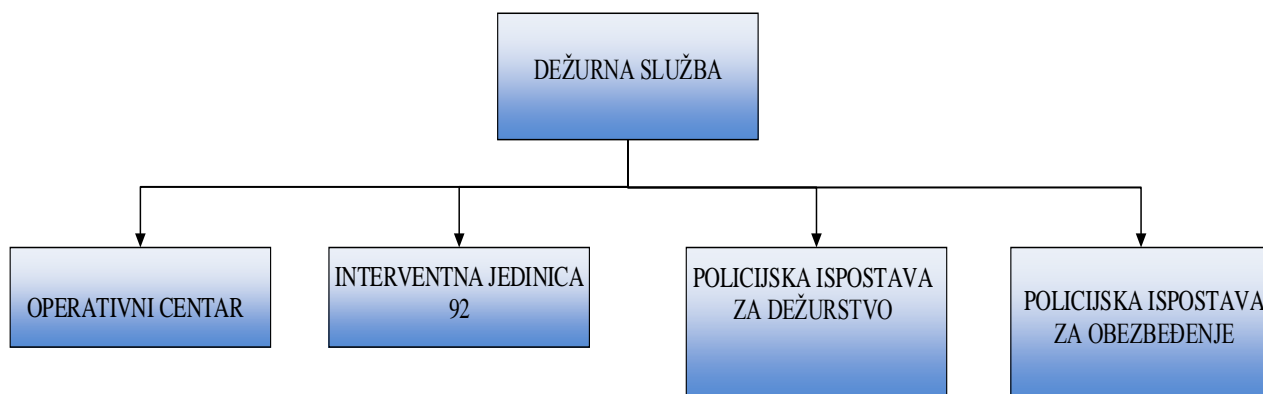 DEŽURNA SLUŽBA
OPERATIVNI CENTAR
INTERVENTNA JEDINICA
92
POLICIJSKA ISPOSTAVA
ZA DEŽURSTVO
POLICIJSKA ISPOSTAVA
ZA OBEZBEĐENJE